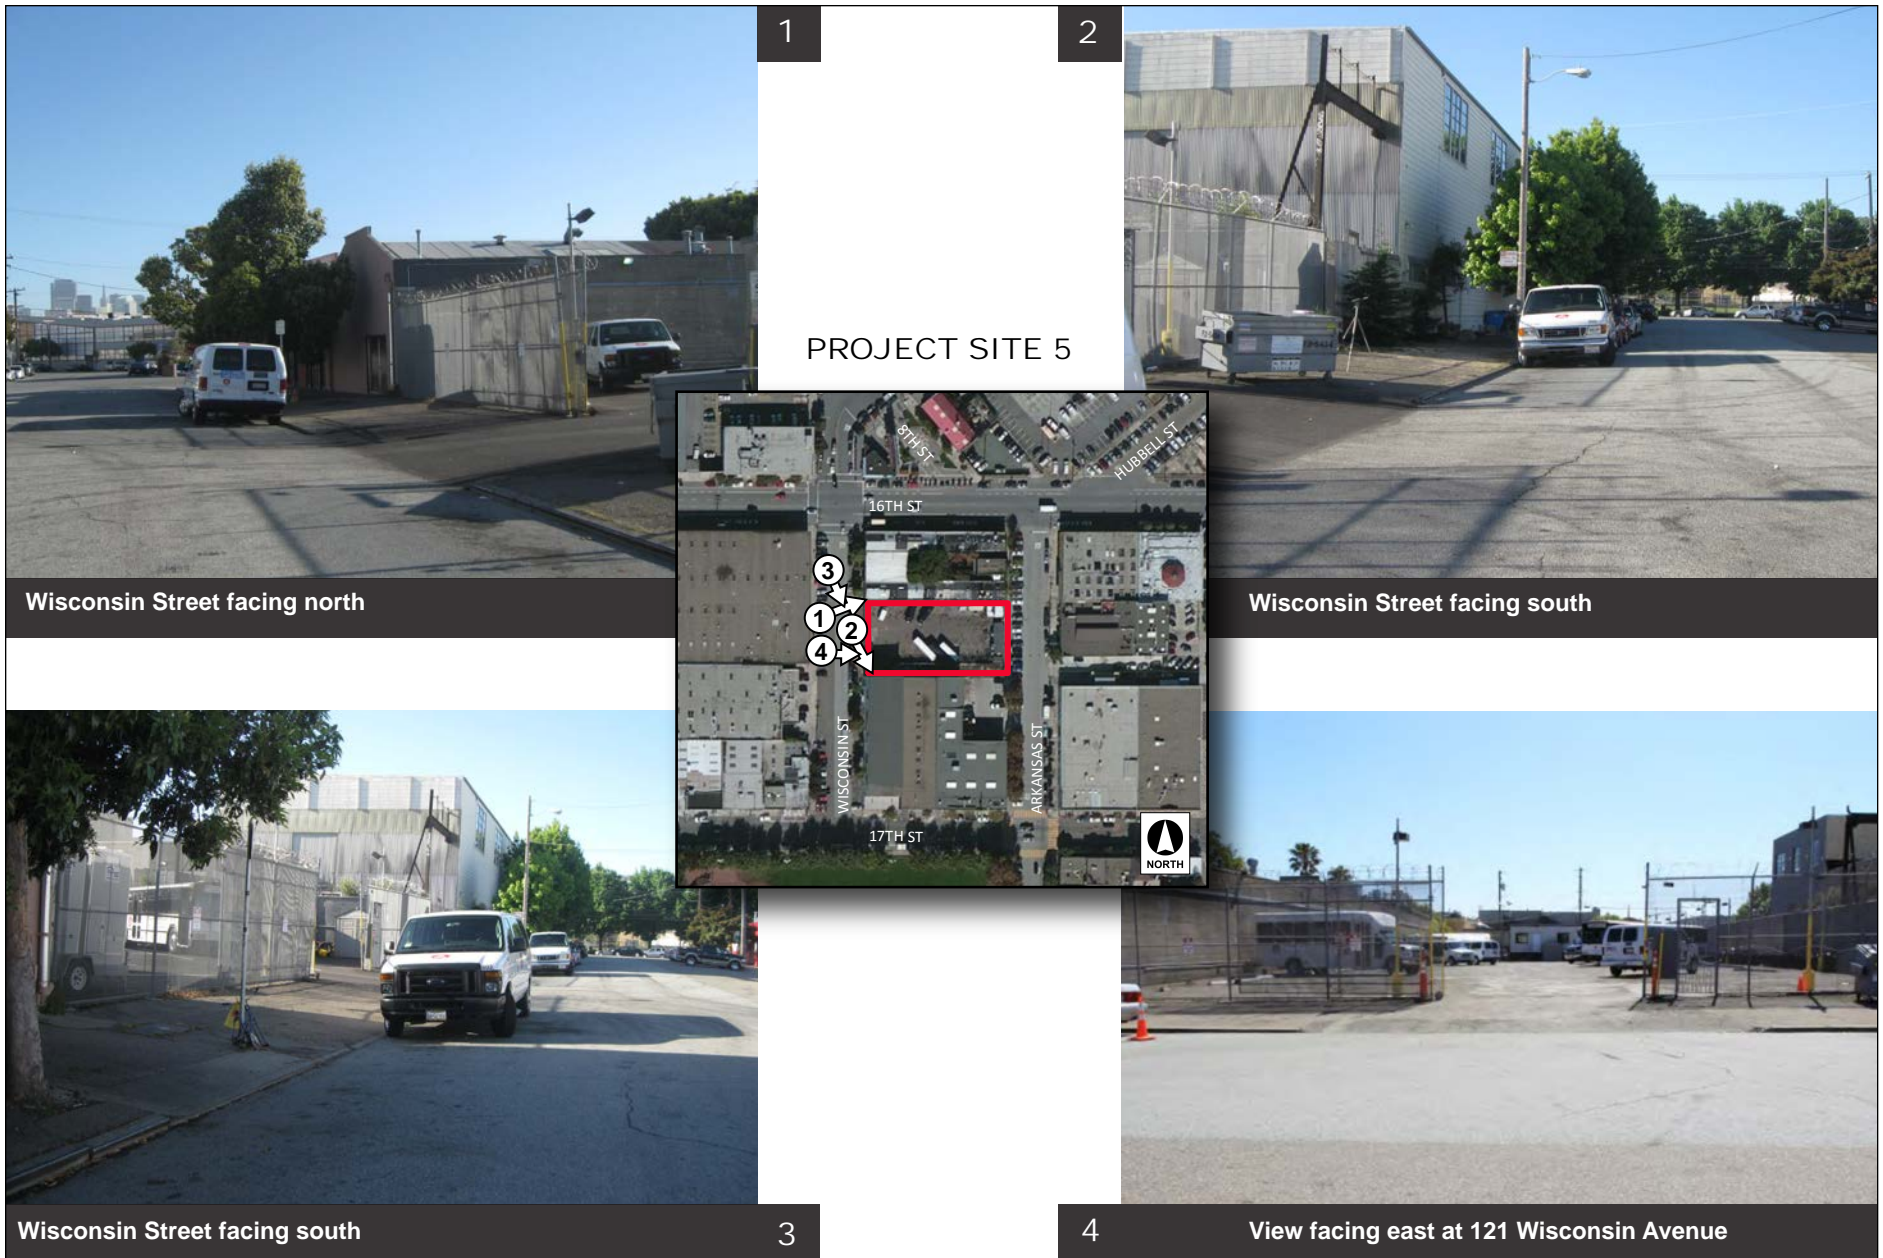 1
2
PROJECT SITE 5
Wisconsin Street facing north
Wisconsin Street facing south
8TH ST
HUBBELL ST
16TH ST
3
1
2
4
WISCONSIN ST
ARKANSAS ST
17TH ST
NORTH
Wisconsin Street facing south
3
4
View facing east at 121 Wisconsin Avenue